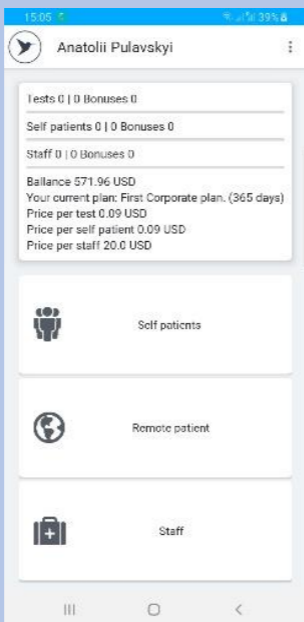 15:05
39%
Anatolii Pulavskyi
Tests 0 | 0 Bonuses 0
Self patients 0 | 0 Bonuses 0
Staff 0 | 0 Bonuses 0
Ballance 571.96 USD
Your current plan: First Corporate plan. (365 days)
Price per test 0.09 USD
Price per self patient 0.09 USD
Price per staff 20.0 USD
Self patients
Remote patient
Staff